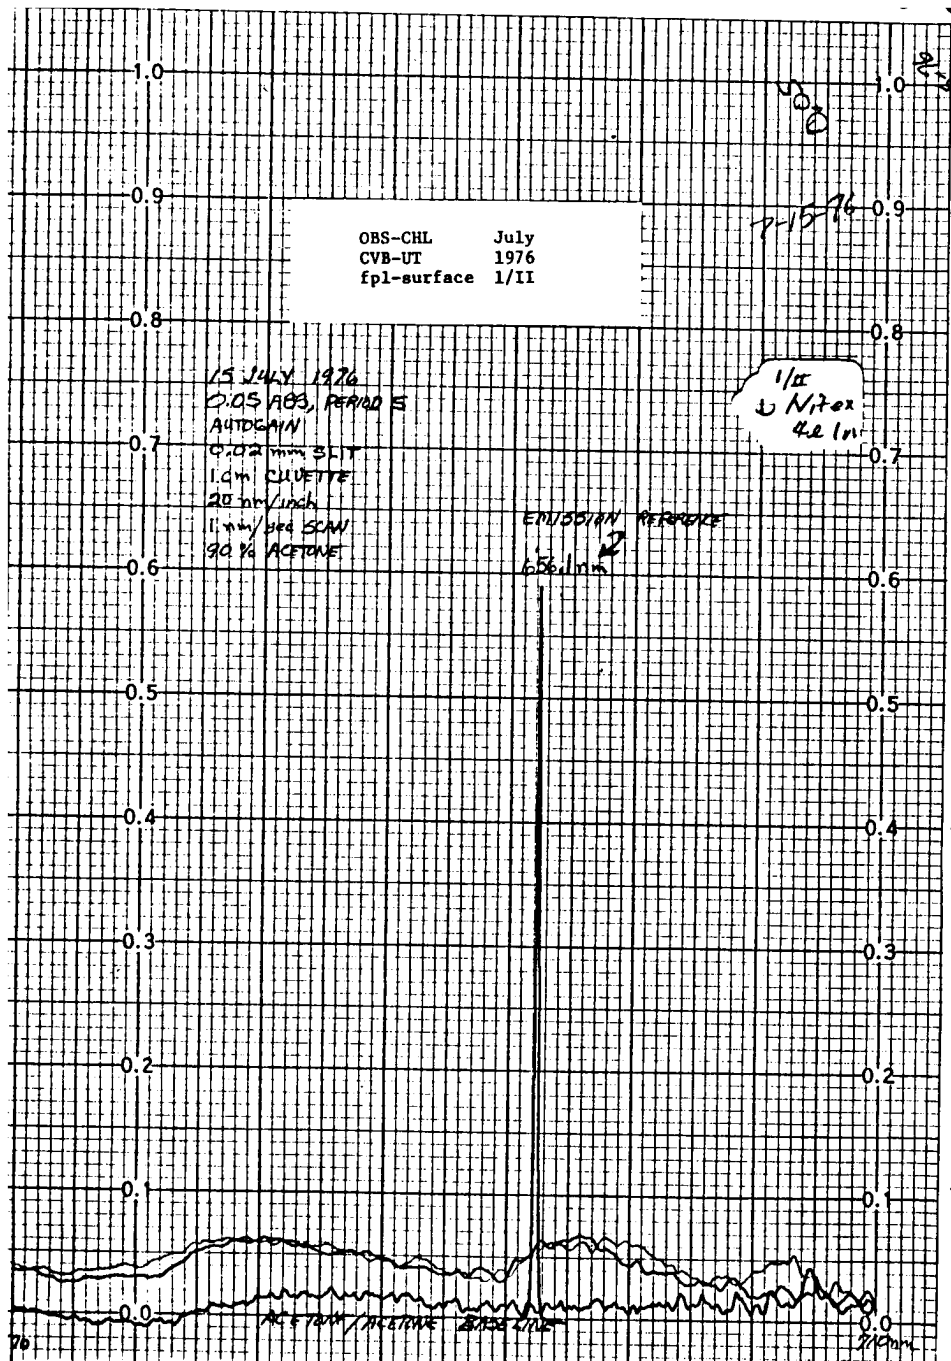 1.0
1.0
0.9
7-15-76
0.9
OBS-CHL July
CVB-UT 1976
fpl-surface 1/II
0.8
0.8
15 JULY 1976
0.05 ABS, PERIOD 5
AUTOGAIN
0.02 mm SLIT
1 cm CUVETTE
20 nm/inch
1 nm/sec SCAN
90 % ACETONE
1/II
Nitex
0.7
0.7
EMISSION REFERENCE
656.1 nm
0.6
0.6
0.5
0.5
0.4
0.4
0.3
0.3
0.2
0.2
0.1
0.1
0.0
ACETONE/ACETONE BASELINE
0.0
710nm